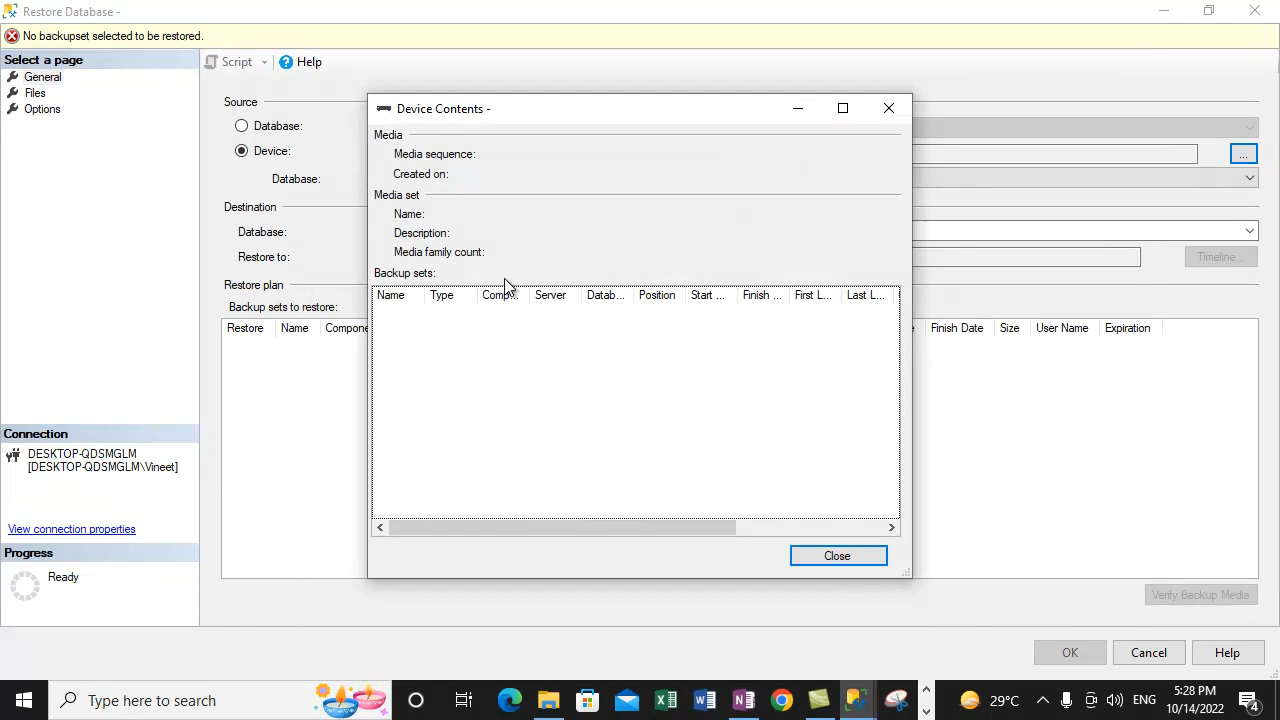 Restore Database -
No backupset selected to be restored.
Select a page
General
Files
Options
Script
Help
Source
Database:
Device:
...
Database:
Destination
Database:
Restore to:
Timeline...
Restore plan
Backup sets to restore:
Restore Name Finish Date Size User Name Expiration
Device Contents -
Media
Media sequence:
Created on:
Media set
Name:
Description:
Media family count:
Backup sets:
Name Type Server Datab... Position Start ... Finish ... First L... Last L...
Close
Connection
DESKTOP-QDSMGLM
[DESKTOP-QDSMGLM\Vineet]
View connection properties
Progress
Ready
Verify Backup Media
OK Cancel Help
Type here to search
29°C
ENG
5:28 PM
10/14/2022
4